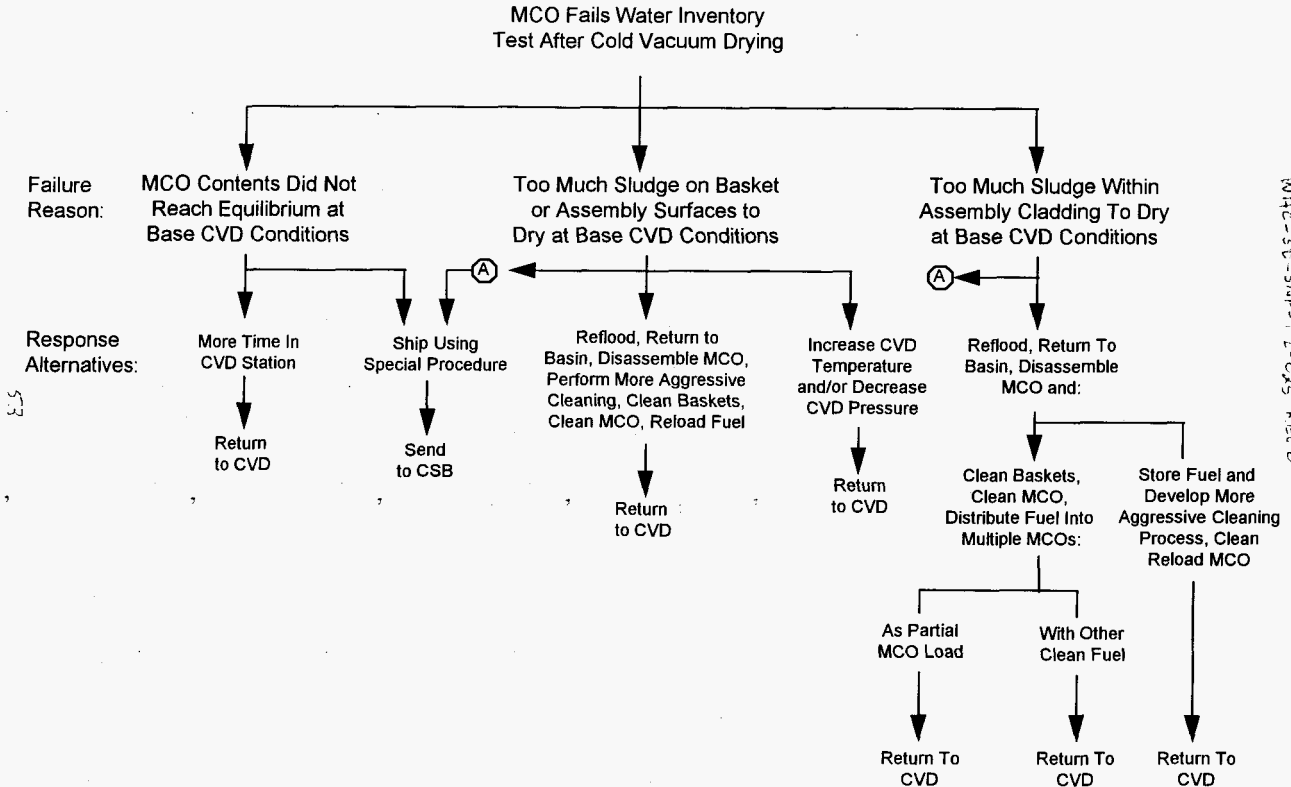 MCO Fails Water Inventory
Test After Cold Vacuum Drying
Failure
Reason:
MCO Contents Did Not
Reach Equilibrium at
Base CVD Conditions
Too Much Sludge on Basket
or Assembly Surfaces to
Dry at Base CVD Conditions
Too Much Sludge Within
Assembly Cladding To Dry
at Base CVD Conditions
A
A
Response
Alternatives:
More Time In
CVD Station
Ship Using
Special Procedure
Reflood, Return to
Basin, Disassemble MCO,
Perform More Aggressive
Cleaning, Clean Baskets,
Clean MCO, Reload Fuel
Increase CVD
Temperature
and/or Decrease
CVD Pressure
Reflood, Return To
Basin, Disassemble
MCO and:
Return
to CVD
Send
to CSB
Return
to CVD
Return
to CVD
Clean Baskets,
Clean MCO,
Distribute Fuel Into
Multiple MCOs:
Store Fuel and
Develop More
Aggressive Cleaning
Process, Clean
Reload MCO
As Partial
MCO Load
With Other
Clean Fuel
Return To
CVD
Return To
CVD
Return To
CVD